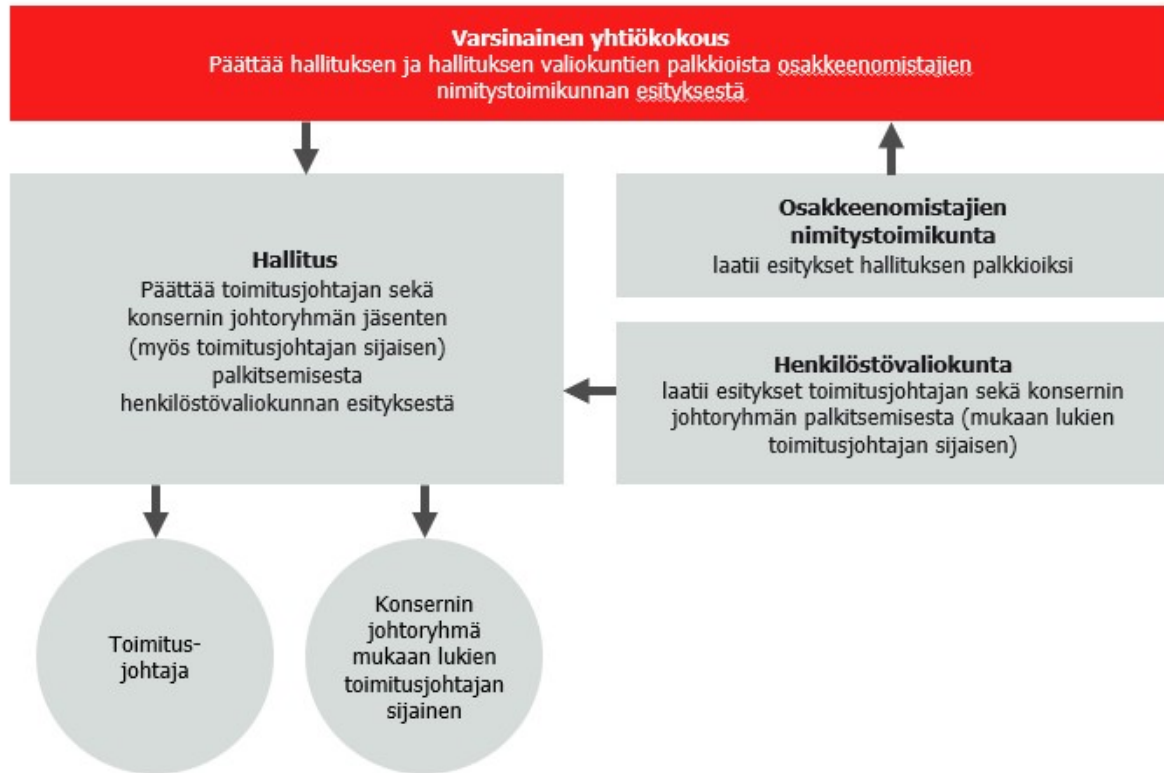 Varsinainen yhtiökokous
Päättää hallituksen ja hallituksen valiokuntien palkkioista osakkeenomistajien
nimitystoimikunnan esityksestä
Hallitus
Päättää toimitusjohtajan sekä
konsernin johtoryhmän jäsenten
(myös toimitusjohtajan sijaisen)
palkitsemisesta
henkilöstövaliokunnan esityksestä
Osakkeenomistajien
nimitystoimikunta
laatii esitykset hallituksen palkkioiksi
Henkilöstövaliokunta
laatii esitykset toimitusjohtajan sekä konsernin
johtoryhmän palkitsemisesta (mukaan lukien
toimitusjohtajan sijaisen)
Toimitus-
johtaja
Konsernin
johtoryhmä
mukaan lukien
toimitusjohtajan
sijainen